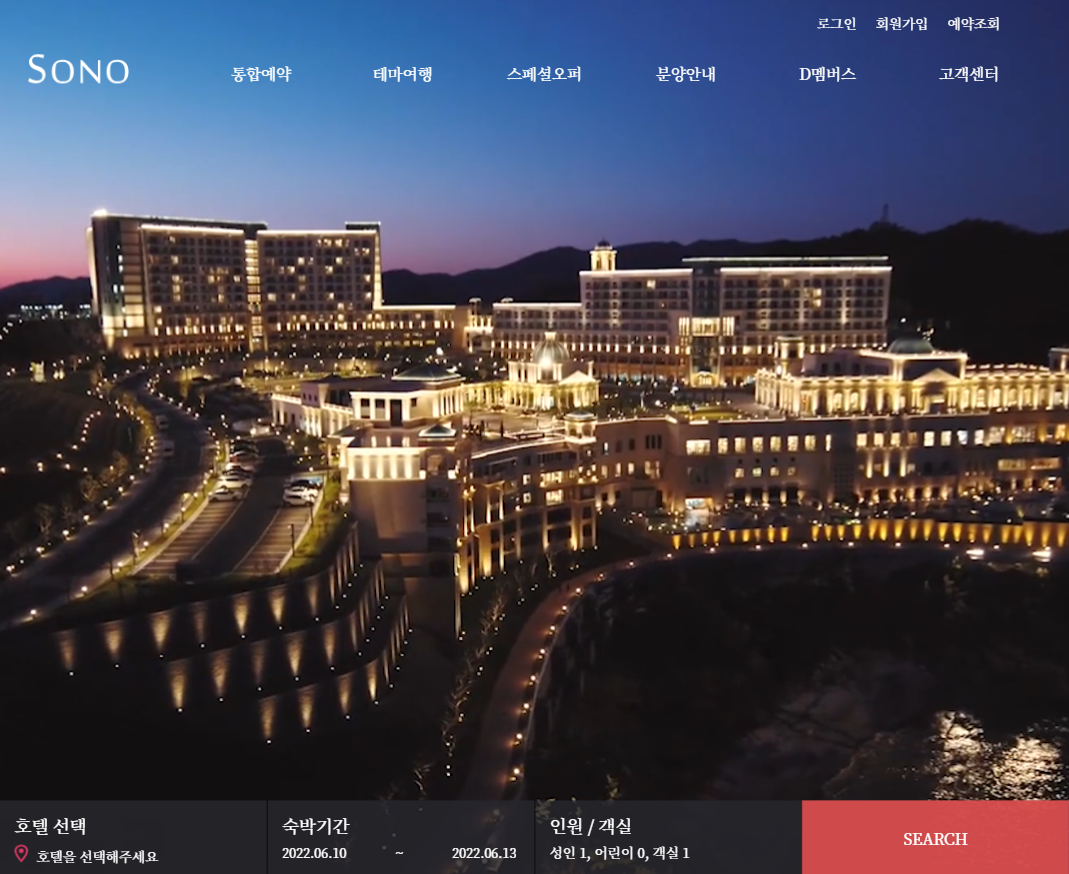 로그인 회원가입 예약조회
SONO 통합예약 테마여행 스페셜오퍼 분양안내 D멤버스 고객센터
호텔 선택 숙박기간 인원 / 객실
호텔을 선택해주세요 2022.06.10 ~ 2022.06.13 성인 1, 어린이 0, 객실 1
SEARCH